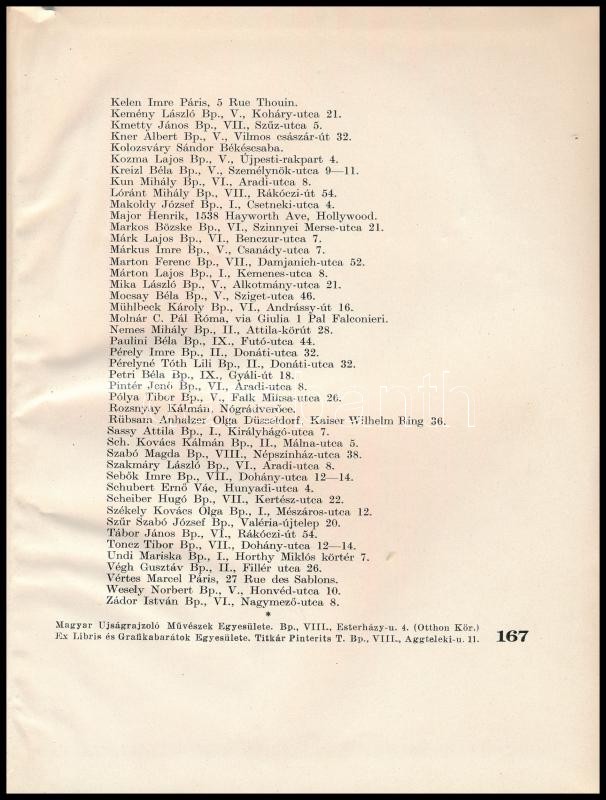 Kelen Imre Páris, 5 Rue Thouin.
Kemény László Bp., V., Koháry-utca 21.
Kmetty János Bp., VII., Szűz-utca 5.
Kner Albert Bp., V., Vilmos császár-út 32.
Kolozsváry Sándor Békéscsaba.
Kozma Lajos Bp., V., Újpesti-rakpart 4.
Kreizl Béla Bp., V., Személynök-utca 9—11.
Kun Mihály Bp., VI., Aradi-utca 8.
Lóránt Mihály Bp., VII., Rákóczi-út 54.
Makoldy József Bp., I., Csetneki-utca 4.
Major Henrik, 1538 Hayworth Ave, Hollywood.
Markos Bözske Bp., VI., Szinnyei Merse-utca 21.
Márk Lajos Bp., VI., Benczur-utca 7.
Márkus Imre Bp., V., Csanády-utca 7.
Marton Ferenc Bp., VII., Damjanich-utca 52.
Márton Lajos Bp., I., Kemenes-utca 8.
Mika László Bp., V., Alkotmány-utca 21.
Mocsay Béla Bp., V., Sziget-utca 46.
Mühlbeck Károly Bp., VI., Andrássy-út 16.
Molnár C. Pál Róma, via Giulia 1 Pal Falconieri.
Nemes Mihály Bp., II., Attila-körút 28.
Paulini Béla Bp., IX., Futó-utca 44.
Pérely Imre Bp., II., Donáti-utca 32.
Pérelyné Tóth Lili Bp., II., Donáti-utca 32.
Petri Béla Bp., IX., Gyáli-út 18.
Pintér Jenő Bp., VI., Aradi-utca 8.
Pólya Tibor Bp., V., Falk Miksa-utca 26.
Rozsnyay Kálmán, Nógrádverőce.
Rübsam Anhalzer Olga Düsseldorf, Kaiser Wilhelm Ring 36.
Sassy Attila Bp., I., Királyhágó-utca 7.
Sch. Kovács Kálmán Bp., II., Málna-utca 5.
Szabó Magda Bp., VIII., Népszínház-utca 38.
Szakmáry László Bp., VI., Aradi-utca 8.
Sebők Imre Bp., VII., Dohány-utca 12—14.
Schubert Ernő Vác, Hunyadi-utca 4.
Scheiber Hugó Bp., VII., Kertész-utca 22.
Székely Kovács Olga Bp., I., Mészáros-utca 12.
Szűr Szabó József Bp., Valéria-újtelep 20.
Tábor János Bp., VI., Rákóczi-út 54.
Toncz Tibor Bp., VII., Dohány-utca 12—14.
Undi Mariska Bp., I., Horthy Miklós körtér 7.
Végh Gusztáv Bp., II., Fillér utca 26.
Vértes Marcel Páris, 27 Rue des Sablons.
Wesely Norbert Bp., V., Honvéd-utca 10.
Zádor István Bp., VI., Nagymező-utca 8.
*
Magyar Ujságrajzoló Művészek Egyesülete. Bp., VIII., Esterházy-u. 4. (Otthon Kör.)
Ex Libris és Grafikabarátok Egyesülete. Titkár Pinterits T. Bp., VIII., Aggteleki-u. 11. 167